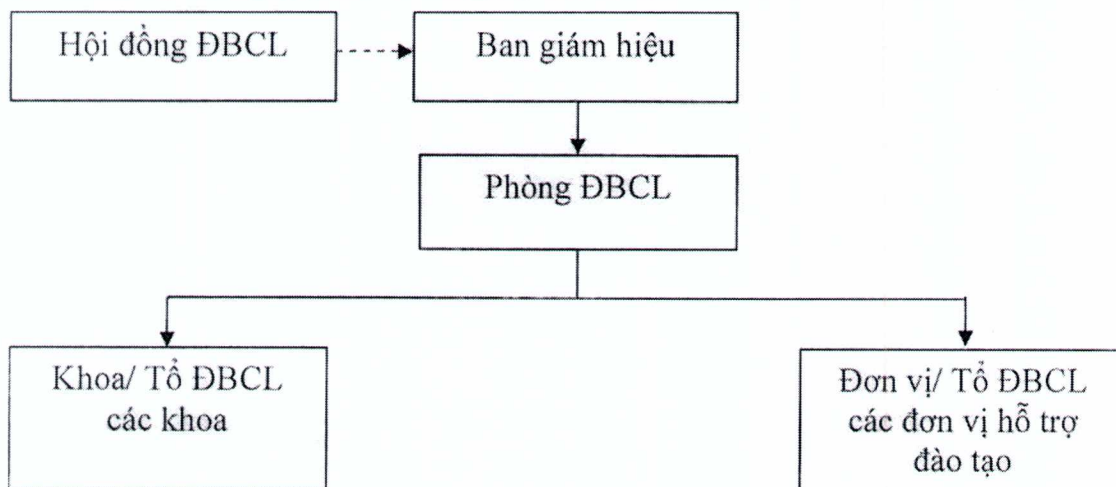 Hội đồng ĐBCL
Ban giám hiệu
Phòng ĐBCL
Khoa/ Tổ ĐBCL
các khoa
Đơn vị/ Tổ ĐBCL
các đơn vị hỗ trợ
đào tạo